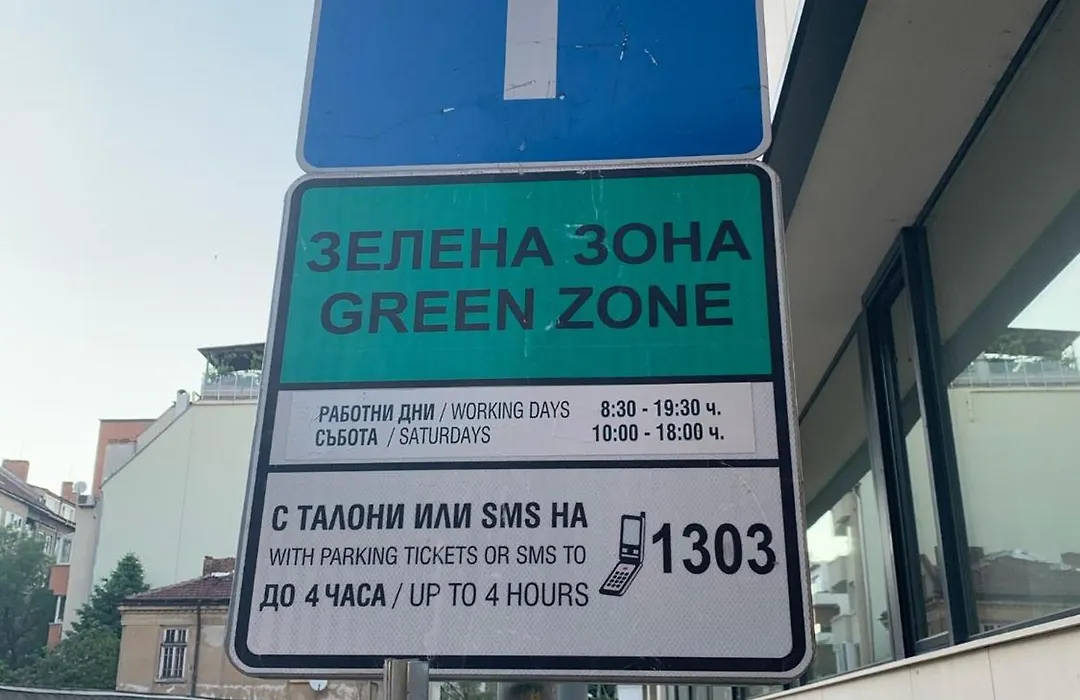 ЗЕЛЕНА ЗОНА
GREEN ZONE
РАБОТНИ ДНИ / WORKING DAYS 8:30 - 19:30 ч.
СЪБОТА / SATURDAYS 10:00 - 18:00 ч.
С ТАЛОНИ ИЛИ SMS НА
WITH PARKING TICKETS OR SMS TO
1303
ДО 4 ЧАСА / UP TO 4 HOURS